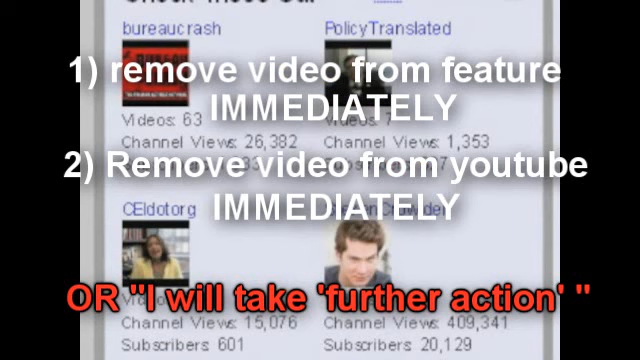 bureaucrash PolicyTranslated
1) remove video from feature
IMMEDIATELY
Videos: 63
Channel Views: 26,382 Channel Views: 1,353
2) Remove video from youtube
IMMEDIATELY
CEIdotorg
OR "I will take 'further action' "
Channel Views: 15,076 Channel Views: 409,341
Subscribers: 601 Subscribers: 20,129